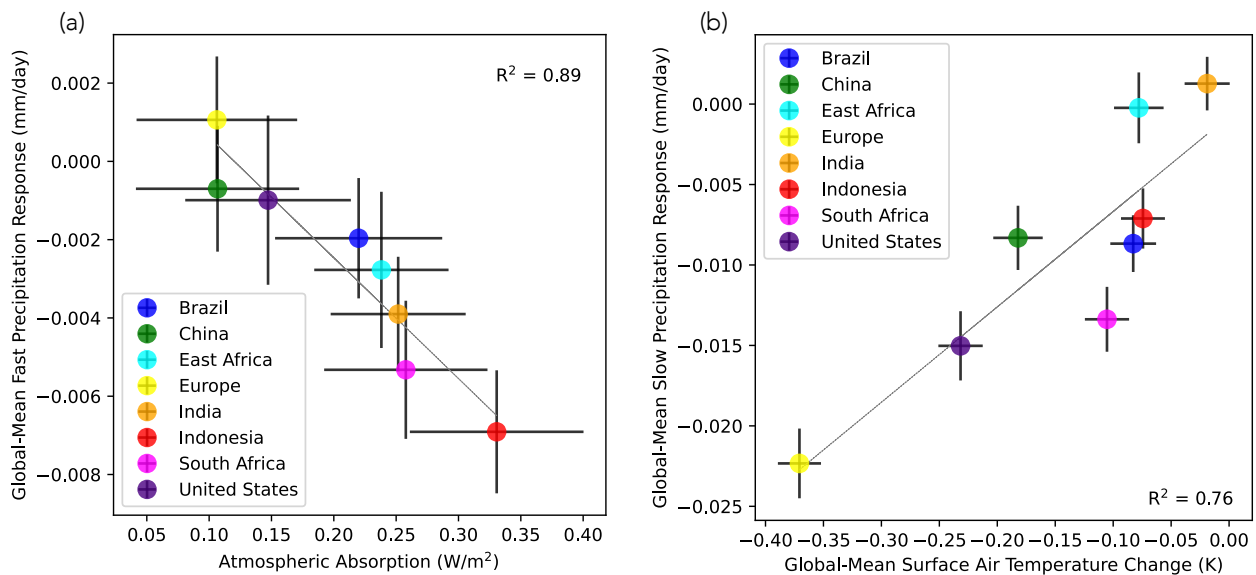 (a)
Global-Mean Fast Precipitation Response (mm/day)
0.002
0.000
−0.002
−0.004
−0.006
−0.008
R² = 0.89
Brazil
China
East Africa
Europe
India
Indonesia
South Africa
United States
0.05 0.10 0.15 0.20 0.25 0.30 0.35 0.40
Atmospheric Absorption (W/m²)
(b)
Global-Mean Slow Precipitation Response (mm/day)
0.000
−0.005
−0.010
−0.015
−0.020
−0.025
Brazil
China
East Africa
Europe
India
Indonesia
South Africa
United States
R² = 0.76
−0.40 −0.35 −0.30 −0.25 −0.20 −0.15 −0.10 −0.05 0.00
Global-Mean Surface Air Temperature Change (K)